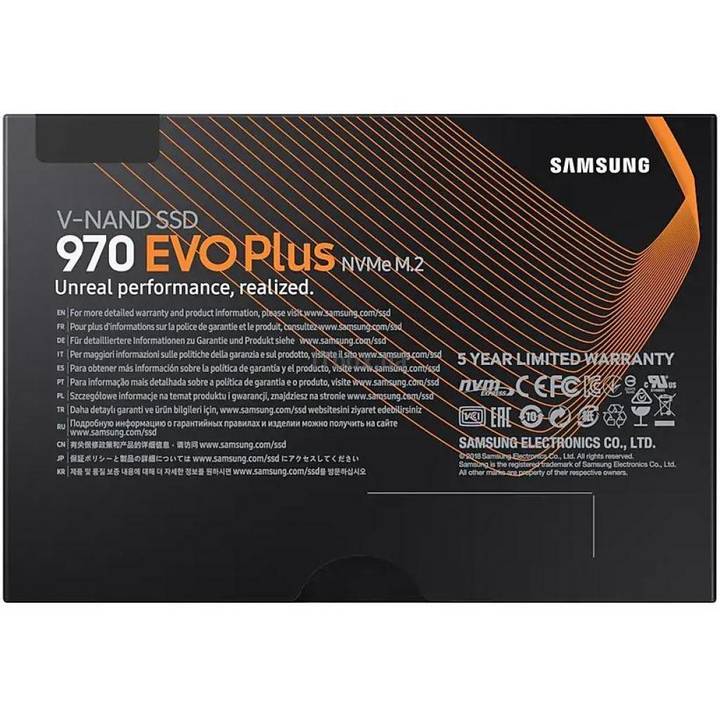 SAMSUNG
V-NAND SSD
970 EVO Plus NVMe M.2
Unreal performance, realized.
EN For more detailed warranty and product information, please visit www.samsung.com/ssd
FR Pour plus d'informations sur la police de garantie et le produit, consultez www.samsung.com/ssd
DE Für detailliertere Informationen zu Garantie und Produkt Siehe www.samsung.com/ssd
IT Per maggiori informazioni sulle politiche della garanzia e sul prodotto, visitate il sito www.samsung.com/ssd
ES Para obtener más información sobre la política de garantía y el producto, visite www.samsung.com/ssd
PT Para informação mais detalhada sobre a política de garantia e o produto, visite www.samsung.com/ssd
PL Szczegółowe informacje na temat produktu i gwarancji, znajdziesz na stronie www.samsung.com/ssd
TR Daha detaylı garanti ve ürün bilgileri için, www.samsung.com/ssd websitesini ziyaret edebilirsiniz
RU Подробную информацию о гарантийных правилах и изделии можно получить на сайте
www.samsung.com/ssd
CN 有关保修政策和产品的详细信息，请访问 www.samsung.com/ssd
JP 保証ポリシーと製品の詳細については www.samsung.com/ssd にアクセスしてください
KR 제품 및 품질 보증 내용에 대해 더 자세한 정보를 원하시면 www.samsung.com/ssd를 방문하십시오
5 YEAR LIMITED WARRANTY
nvm EXPRESS CE FC US
EAC 10
SAMSUNG ELECTRONICS CO., LTD.
© 2018 Samsung Electronics Co., Ltd. All rights reserved.
Samsung is the registered trademark of Samsung Electronics Co., Ltd.
All other marks are property of their respective owners.